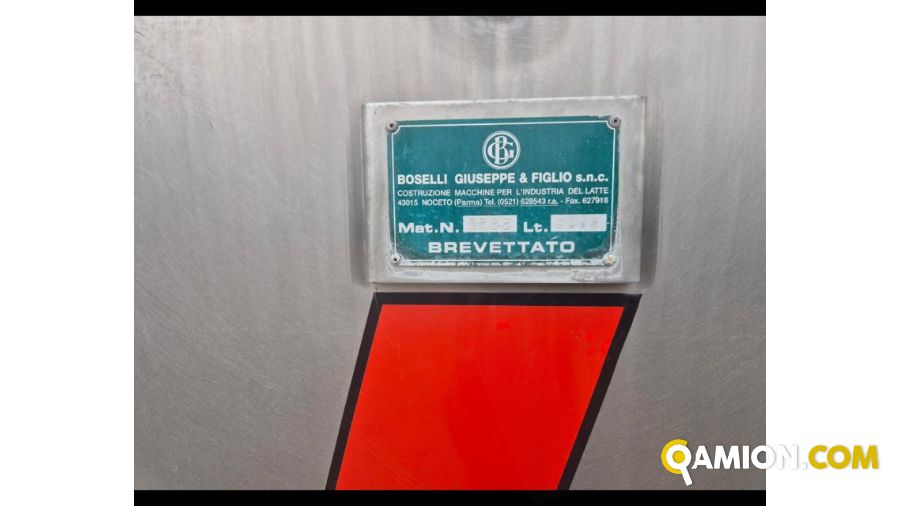 BG
BOSELLI GIUSEPPE & FIGLIO s.n.c.
COSTRUZIONE MACCHINE PER L'INDUSTRIA DEL LATTE
43015 NOCETO (Parma) Tel. (0521) 628543 r.a. - Fax. 627918
Mat.N. Lt.
BREVETTATO
QAMION.COM